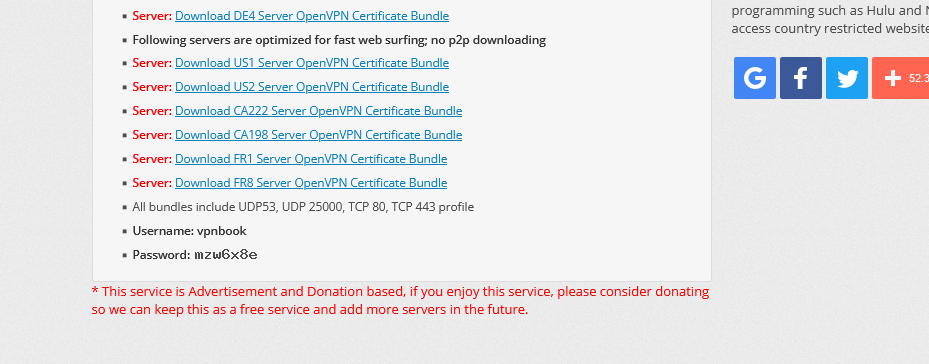 Server: Download DE4 Server OpenVPN Certificate Bundle
Following servers are optimized for fast web surfing; no p2p downloading
Server: Download US1 Server OpenVPN Certificate Bundle
Server: Download US2 Server OpenVPN Certificate Bundle
Server: Download CA222 Server OpenVPN Certificate Bundle
Server: Download CA198 Server OpenVPN Certificate Bundle
Server: Download FR1 Server OpenVPN Certificate Bundle
Server: Download FR8 Server OpenVPN Certificate Bundle
All bundles include UDP53, UDP 25000, TCP 80, TCP 443 profile
Username: vpnbook
Password: mzw6x8e
* This service is Advertisement and Donation based, if you enjoy this service, please consider donating
so we can keep this as a free service and add more servers in the future.
programming such as Hulu and
access country restricted website
G f + 52.3